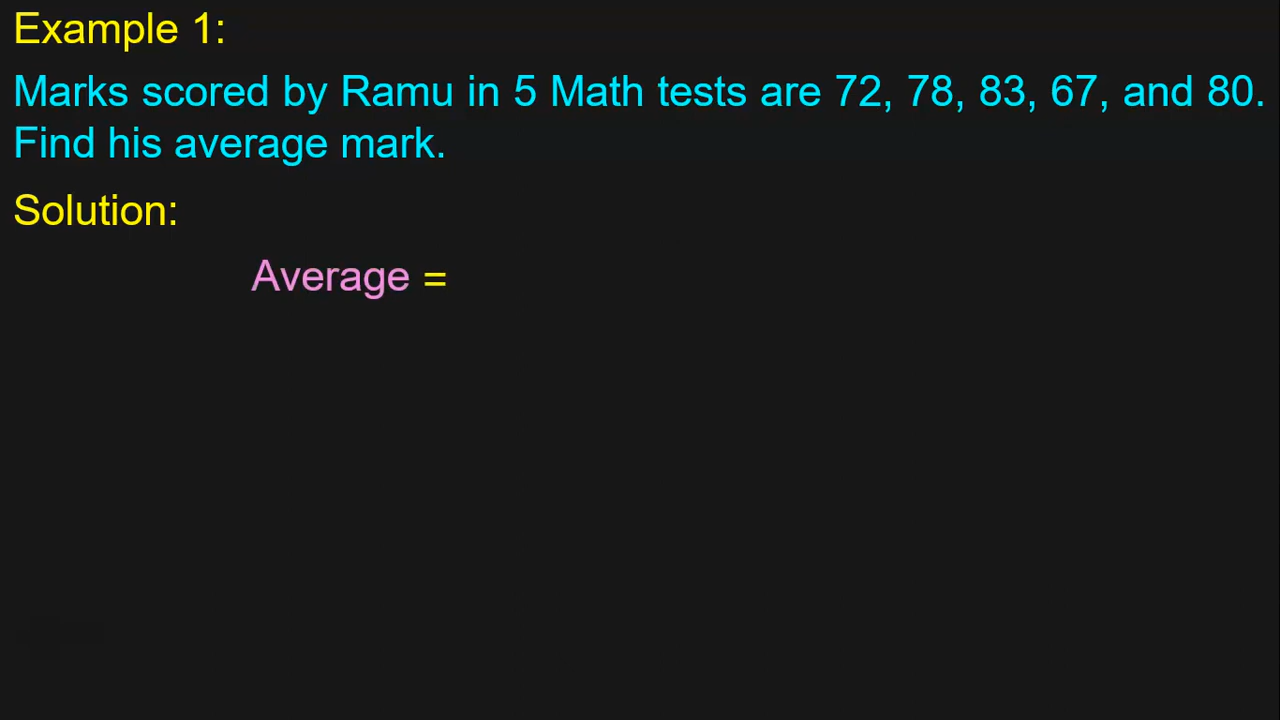 Example 1:
Marks scored by Ramu in 5 Math tests are 72, 78, 83, 67, and 80.
Find his average mark.
Solution:
Average =